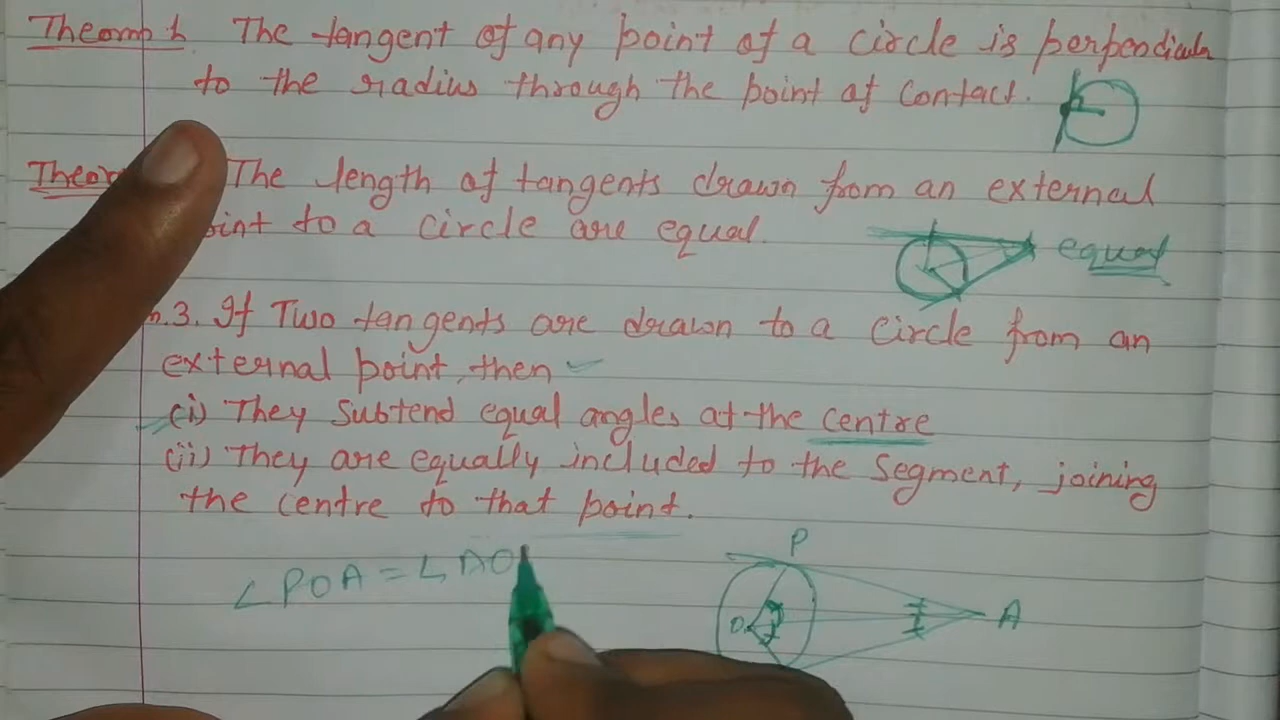 Theorm 1. The tangent of any point of a circle is perpendicular
to the radius through the point of contact.
The length of tangents drawn from an external
point to a circle are equal.
equal
3. If Two tangents are drawn to a circle from an
external point, then
(i) They subtend equal angles at the centre
(ii) They are equally included to the segment, joining
the centre to that point.
P
∠POA = ∠AO
O
A